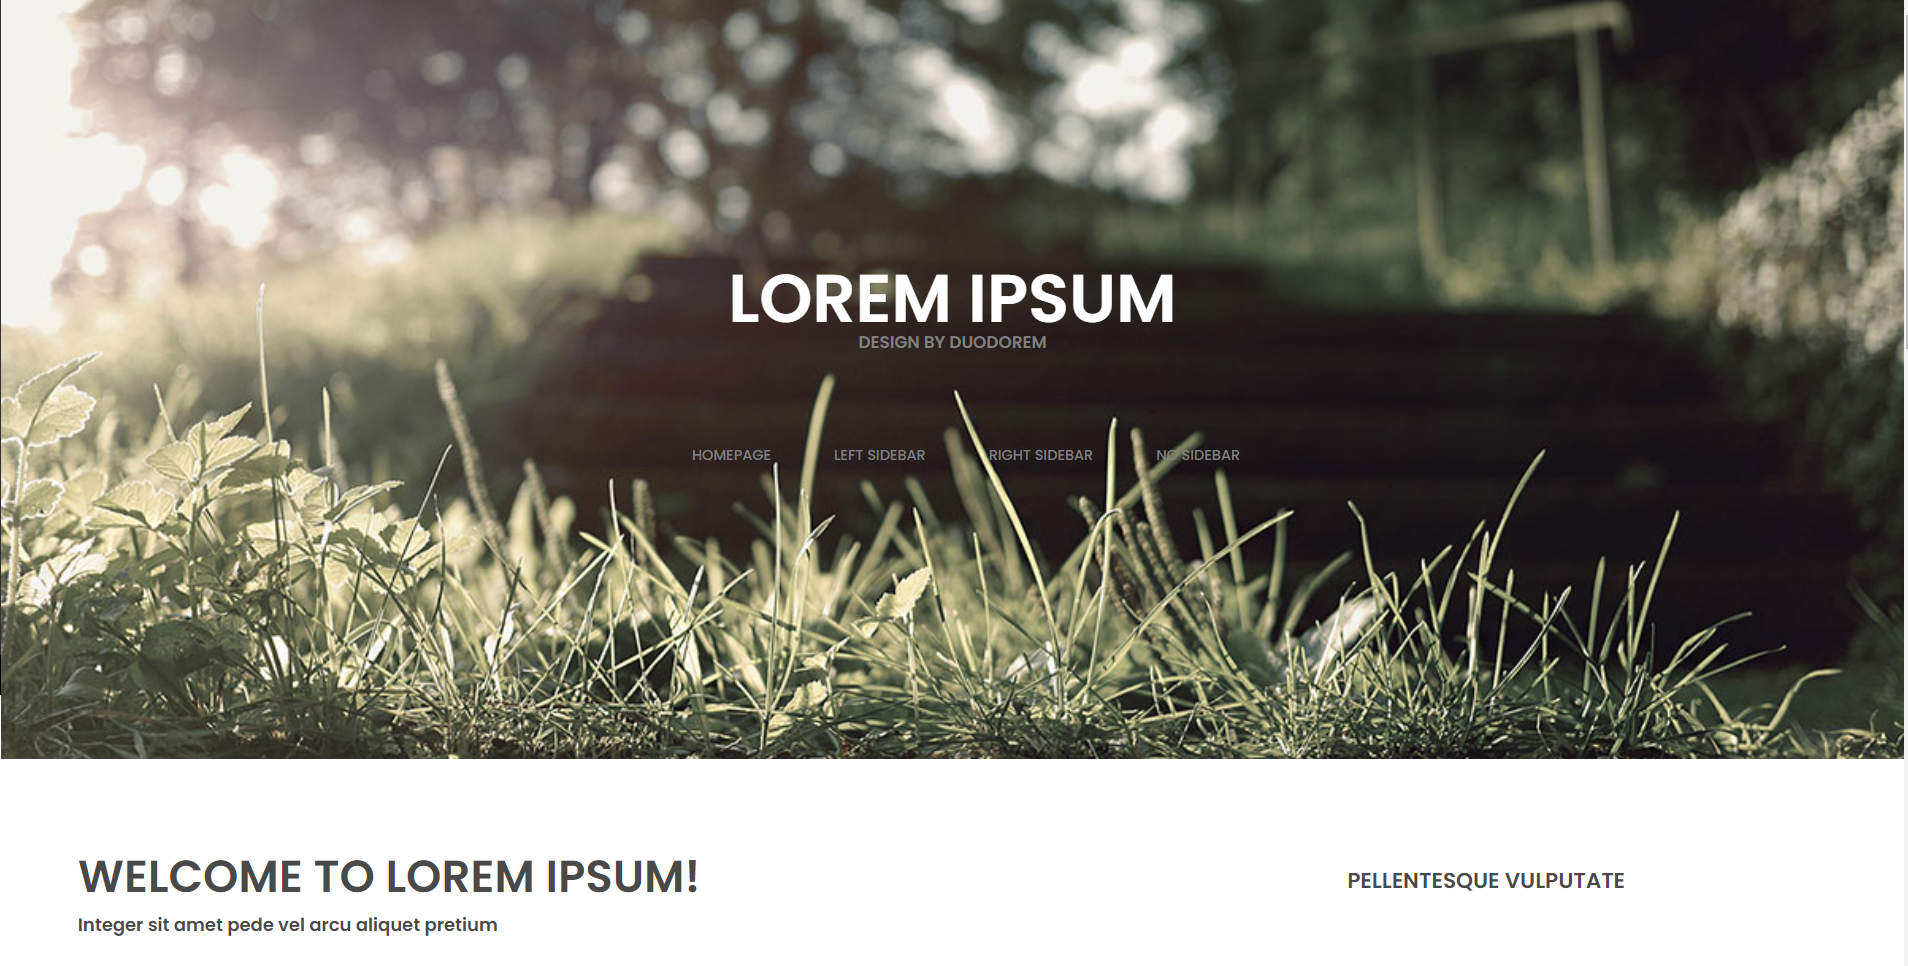 LOREM IPSUM
DESIGN BY DUODOREM
HOMEPAGE LEFT SIDEBAR RIGHT SIDEBAR NO SIDEBAR
WELCOME TO LOREM IPSUM!
PELLENTESQUE VULPUTATE
Integer sit amet pede vel arcu aliquet pretium